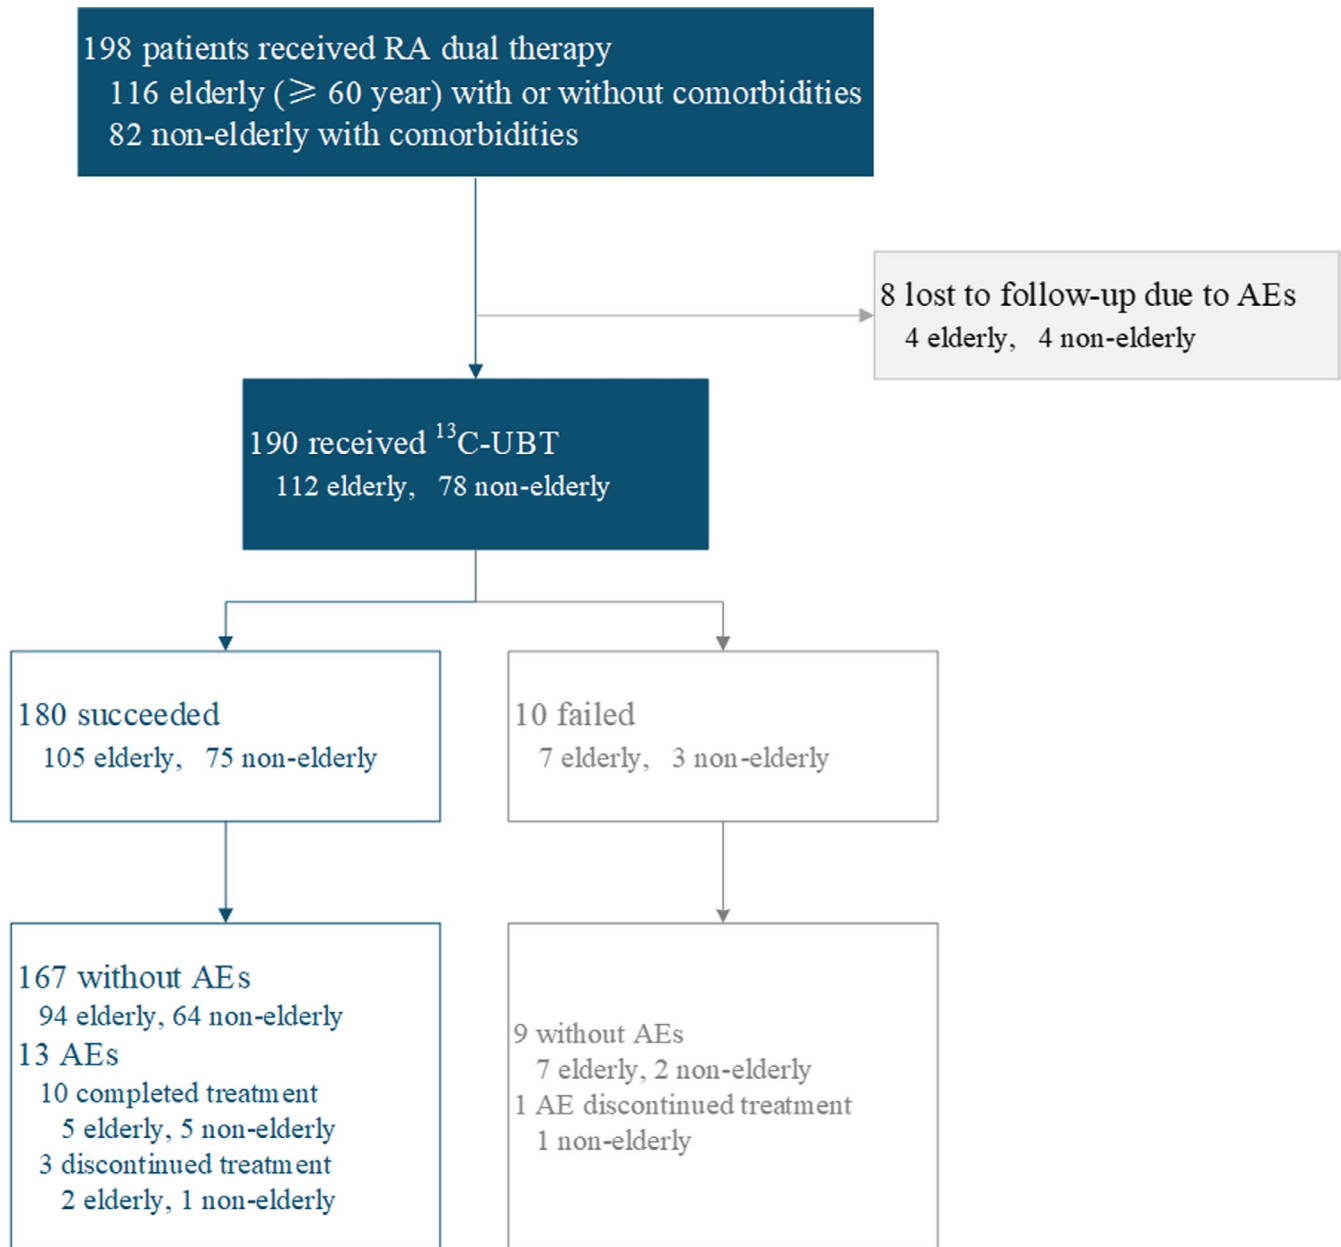 198 patients received RA dual therapy
116 elderly (⩾ 60 year) with or without comorbidities
82 non-elderly with comorbidities
8 lost to follow-up due to AEs
4 elderly, 4 non-elderly
190 received ¹³C-UBT
112 elderly, 78 non-elderly
180 succeeded
105 elderly, 75 non-elderly
10 failed
7 elderly, 3 non-elderly
167 without AEs
94 elderly, 64 non-elderly
13 AEs
10 completed treatment
5 elderly, 5 non-elderly
3 discontinued treatment
2 elderly, 1 non-elderly
9 without AEs
7 elderly, 2 non-elderly
1 AE discontinued treatment
1 non-elderly